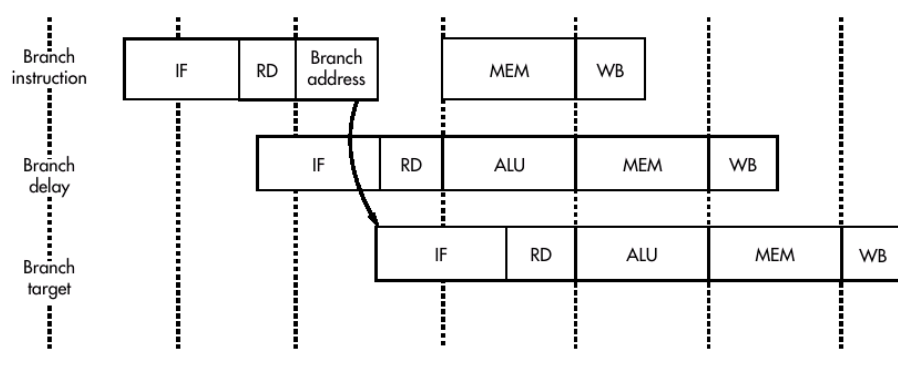 Branch
instruction
IF
RD
Branch
address
MEM
WB
Branch
delay
IF
RD
ALU
MEM
WB
Branch
target
IF
RD
ALU
MEM
WB